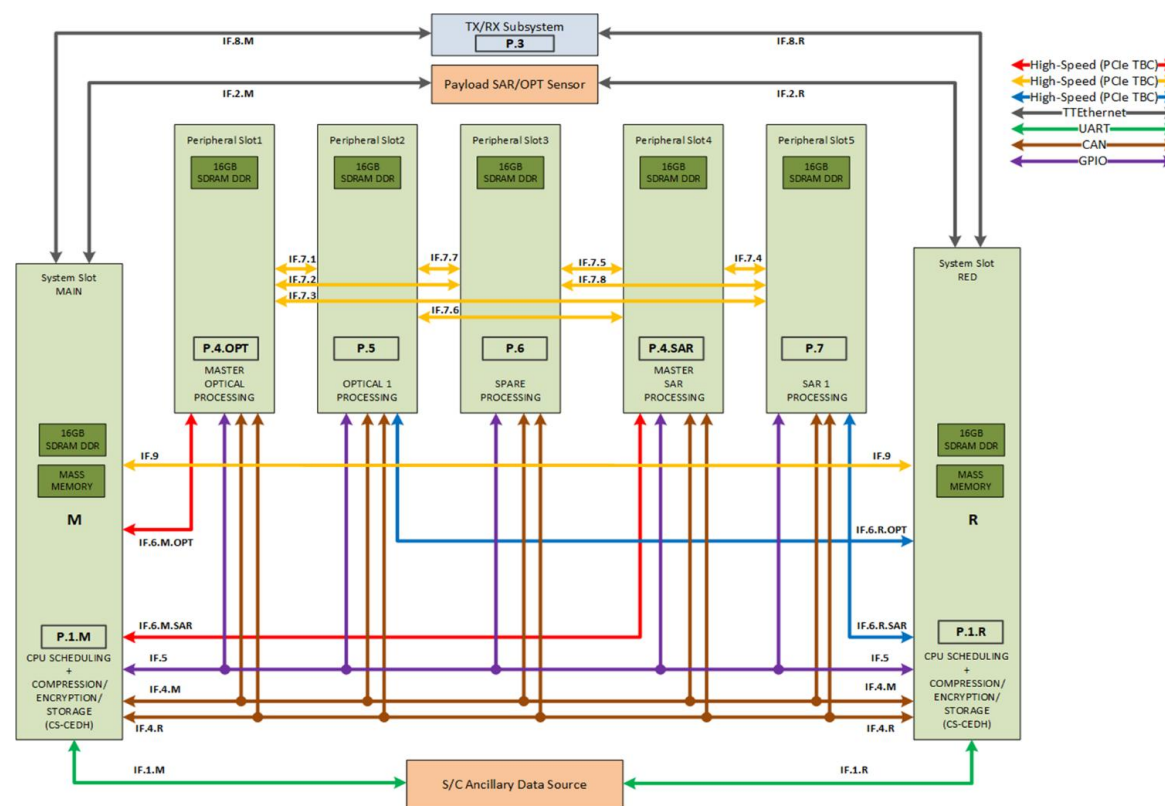 TX/RX Subsystem
P.3
IF.8.M
IF.8.R
Payload SAR/OPT Sensor
IF.2.M
IF.2.R
High-Speed (PCIe TBC)
High-Speed (PCIe TBC)
High-Speed (PCIe TBC)
TTEthernet
UART
CAN
GPIO
Peripheral Slot1
16GB
SDRAM DDR
P.4.OPT
MASTER
OPTICAL
PROCESSING
Peripheral Slot2
16GB
SDRAM DDR
P.5
OPTICAL 1
PROCESSING
Peripheral Slot3
16GB
SDRAM DDR
P.6
SPARE
PROCESSING
Peripheral Slot4
16GB
SDRAM DDR
P.4.SAR
MASTER
SAR
PROCESSING
Peripheral Slot5
16GB
SDRAM DDR
P.7
SAR 1
PROCESSING
IF.7.1
IF.7.7
IF.7.5
IF.7.4
IF.7.2
IF.7.8
IF.7.3
IF.7.6
System Slot
MAIN
16GB
SDRAM DDR
MASS
MEMORY
M
P.1.M
CPU SCHEDULING
+
COMPRESSION/
ENCRYPTION/
STORAGE
(CS-CEDH)
System Slot
RED
16GB
SDRAM DDR
MASS
MEMORY
R
P.1.R
CPU SCHEDULING
+
COMPRESSION/
ENCRYPTION/
STORAGE
(CS-CEDH)
IF.9
IF.9
IF.6.M.OPT
IF.6.R.OPT
IF.6.M.SAR
IF.6.R.SAR
IF.5
IF.5
IF.4.M
IF.4.M
IF.4.R
IF.4.R
IF.1.M
IF.1.R
S/C Ancillary Data Source